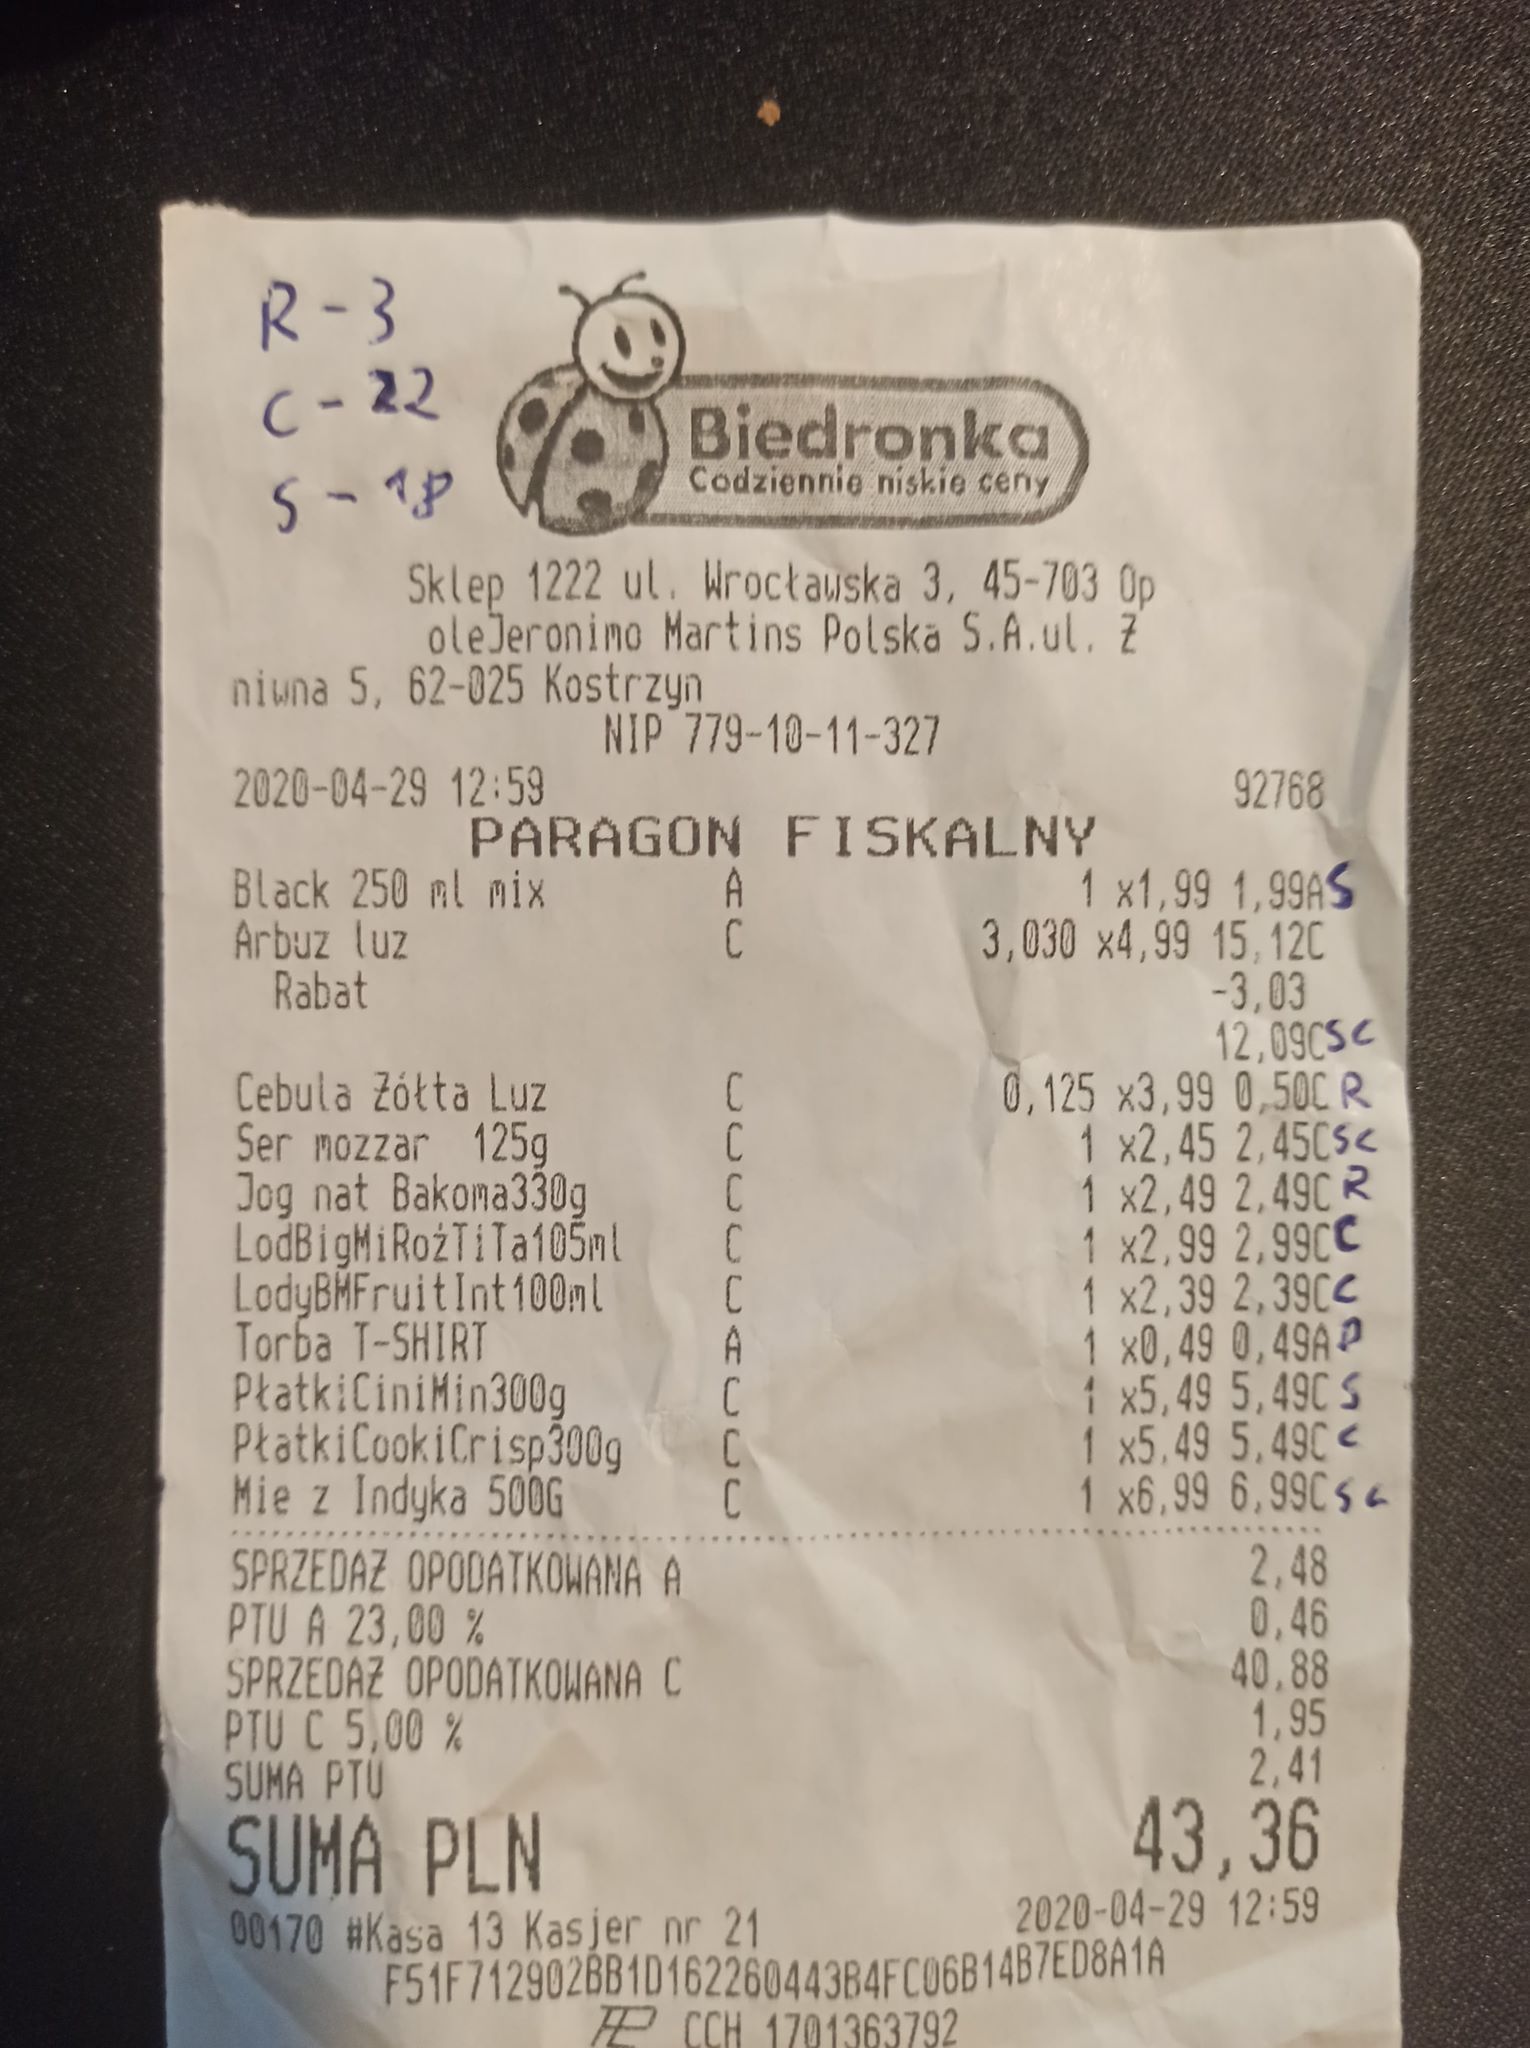 R - 3
C - 22
S - 18
Biedronka
Codziennie niskie ceny
Sklep 1222 ul. Wrocławska 3, 45-703 Op
oleJeronimo Martins Polska S.A.ul. Ż
niwna 5, 62-025 Kostrzyn
NIP 779-10-11-327
2020-04-29 12:59 92768
PARAGON FISKALNY
Black 250 ml mix A 1 x1,99 1,99A S
Arbuz luz C 3,030 x4,99 15,12C
Rabat -3,03
12,09C SC
Cebula Żółta Luz C 0,125 x3,99 0,50C R
Ser mozzar 125g C 1 x2,45 2,45C SC
Jog nat Bakoma330g C 1 x2,49 2,49C R
LodBigMiRożTiTa105ml C 1 x2,99 2,99C C
LodyBMFruitInt100ml C 1 x2,39 2,39C C
Torba T-SHIRT A 1 x0,49 0,49A
PłatkiCiniMin300g C 1 x5,49 5,49C S
PłatkiCookiCrisp300g C 1 x5,49 5,49C C
Mie z Indyka 500G C 1 x6,99 6,99C SC
SPRZEDAŻ OPODATKOWANA A 2,48
PTU A 23,00 % 0,46
SPRZEDAŻ OPODATKOWANA C 40,88
PTU C 5,00 % 1,95
SUMA PTU 2,41
SUMA PLN 43,36
00170 #Kasa 13 Kasjer nr 21 2020-04-29 12:59
F51F712902BB1D162260443B4FC06B14B7ED8A1A
CCH 1701363792